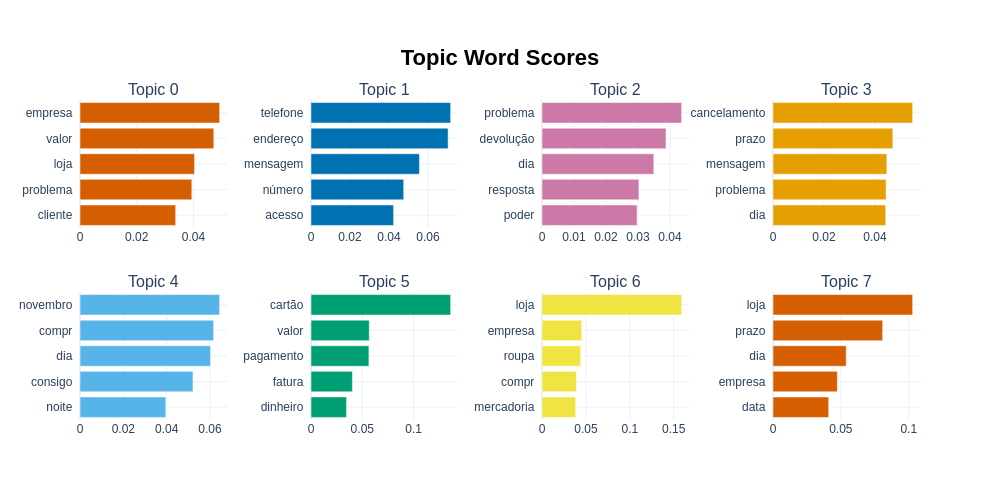 Topic Word Scores
Topic 0
empresa
valor
loja
problema
cliente
0 0.02 0.04
Topic 1
telefone
endereço
mensagem
número
acesso
0 0.02 0.04 0.06
Topic 2
problema
devolução
dia
resposta
poder
0 0.01 0.02 0.03 0.04
Topic 3
cancelamento
prazo
mensagem
problema
dia
0 0.02 0.04
Topic 4
novembro
compr
dia
consigo
noite
0 0.02 0.04 0.06
Topic 5
cartão
valor
pagamento
fatura
dinheiro
0 0.05 0.1
Topic 6
loja
empresa
roupa
compr
mercadoria
0 0.05 0.1 0.15
Topic 7
loja
prazo
dia
empresa
data
0 0.05 0.1